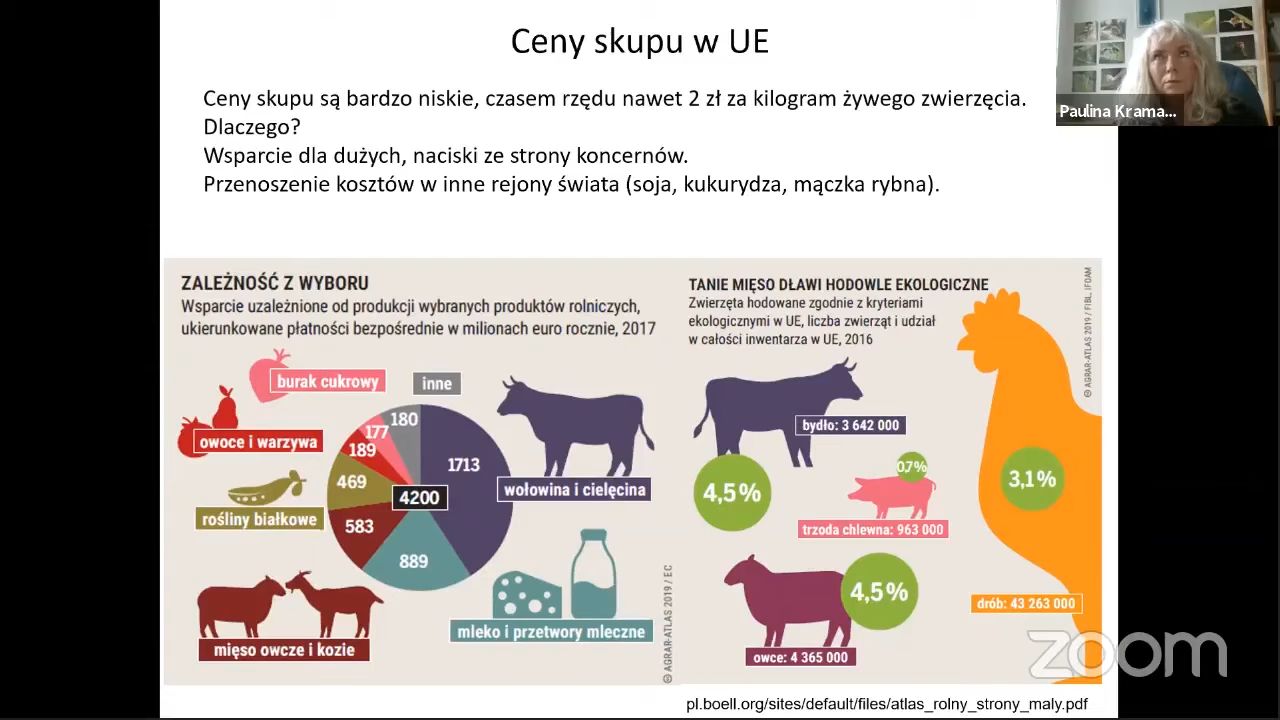 Ceny skupu w UE
Ceny skupu są bardzo niskie, czasem rzędu nawet 2 zł za kilogram żywego zwierzęcia.
Dlaczego?
Wsparcie dla dużych, naciski ze strony koncernów.
Przenoszenie kosztów w inne rejony świata (soja, kukurydza, mączka rybna).
Paulina Krama...
ZALEŻNOŚĆ Z WYBORU
Wsparcie uzależnione od produkcji wybranych produktów rolniczych,
ukierunkowane płatności bezpośrednie w milionach euro rocznie, 2017
burak cukrowy
inne
owoce i warzywa
rośliny białkowe
mięso owcze i kozie
wołowina i cielęcina
mleko i przetwory mleczne
180
177
189
469
583
889
1713
4200
© AGRAR-ATLAS 2019 / EC
TANIE MIĘSO DŁAWI HODOWLE EKOLOGICZNE
Zwierzęta hodowane zgodnie z kryteriami
ekologicznymi w UE, liczba zwierząt i udział
w całości inwentarza w UE, 2016
bydło: 3 642 000
4,5%
0,7%
trzoda chlewna: 963 000
3,1%
4,5%
owce: 4 365 000
drób: 43 263 000
© AGRAR-ATLAS 2019 / FIBL, IFOAM
zoom
pl.boell.org/sites/default/files/atlas_rolny_strony_maly.pdf